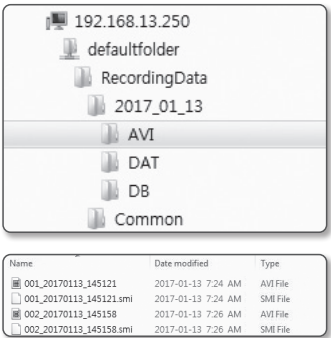 192.168.13.250
defaultfolder
RecordingData
2017_01_13
AVI
DAT
DB
Common
Name Date modified Type
001_20170113_145121 2017-01-13 7:24 AM AVI File
001_20170113_145121.smi 2017-01-13 7:24 AM SMI File
002_20170113_145158 2017-01-13 7:26 AM AVI File
002_20170113_145158.smi 2017-01-13 7:26 AM SMI File